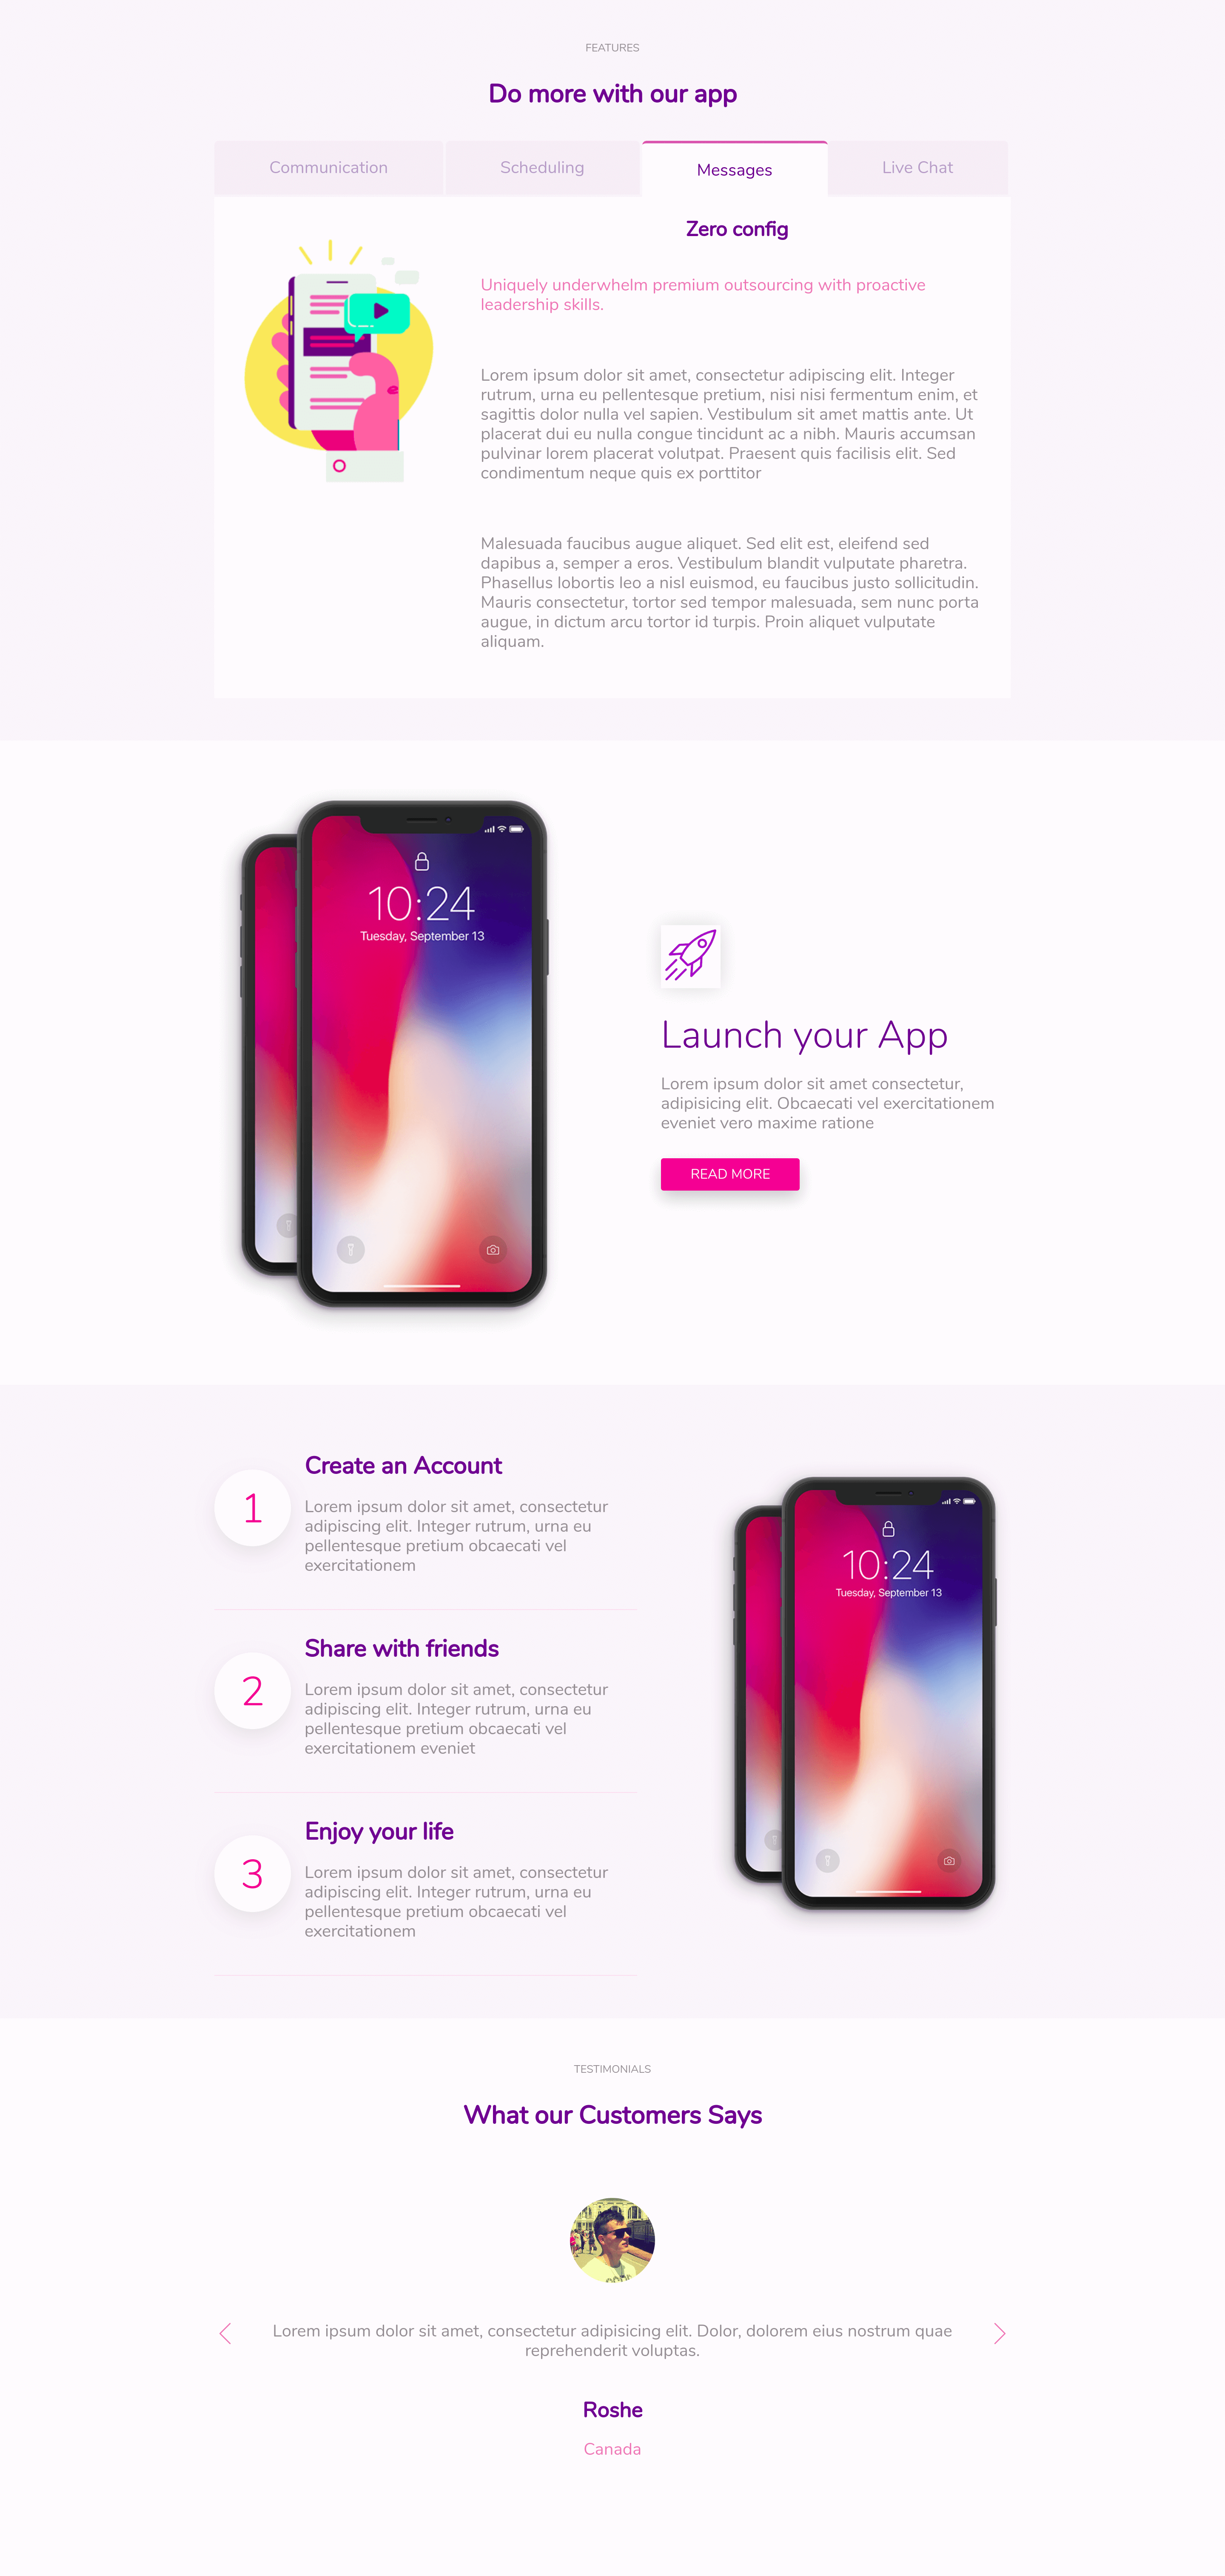 FEATURES
Do more with our app
Communication
Scheduling
Messages
Live Chat
Zero config
Uniquely underwhelm premium outsourcing with proactive
leadership skills.
Lorem ipsum dolor sit amet, consectetur adipiscing elit. Integer
rutrum, urna eu pellentesque pretium, nisi nisi fermentum enim, et
sagittis dolor nulla vel sapien. Vestibulum sit amet mattis ante. Ut
placerat dui eu nulla congue tincidunt ac a nibh. Mauris accumsan
pulvinar lorem placerat volutpat. Praesent quis facilisis elit. Sed
condimentum neque quis ex porttitor
Malesuada faucibus augue aliquet. Sed elit est, eleifend sed
dapibus a, semper a eros. Vestibulum blandit vulputate pharetra.
Phasellus lobortis leo a nisl euismod, eu faucibus justo sollicitudin.
Mauris consectetur, tortor sed tempor malesuada, sem nunc porta
augue, in dictum arcu tortor id turpis. Proin aliquet vulputate
aliquam.
10:24
Tuesday, September 13
Launch your App
Lorem ipsum dolor sit amet consectetur,
adipisicing elit. Obcaecati vel exercitationem
eveniet vero maxime ratione
READ MORE
1
Create an Account
Lorem ipsum dolor sit amet, consectetur
adipiscing elit. Integer rutrum, urna eu
pellentesque pretium obcaecati vel
exercitationem
2
Share with friends
Lorem ipsum dolor sit amet, consectetur
adipiscing elit. Integer rutrum, urna eu
pellentesque pretium obcaecati vel
exercitationem eveniet
3
Enjoy your life
Lorem ipsum dolor sit amet, consectetur
adipiscing elit. Integer rutrum, urna eu
pellentesque pretium obcaecati vel
exercitationem
10:24
Tuesday, September 13
TESTIMONIALS
What our Customers Says
Lorem ipsum dolor sit amet, consectetur adipisicing elit. Dolor, dolorem eius nostrum quae
reprehenderit voluptas.
Roshe
Canada